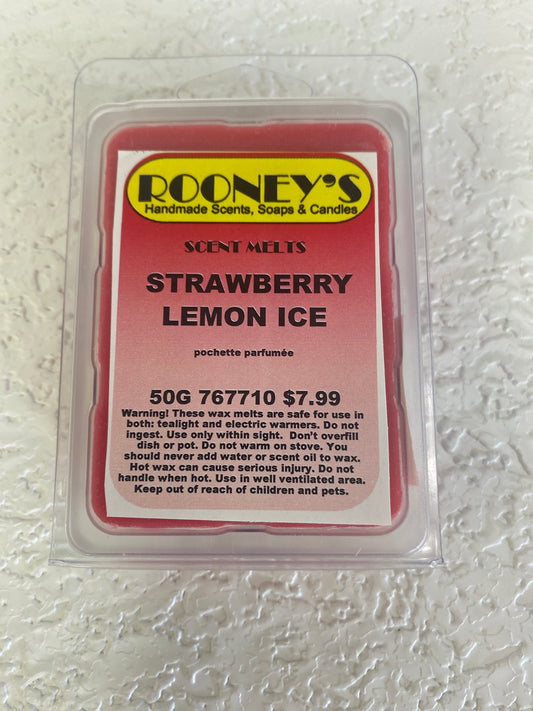 ROONEY'S
Handmade Scents, Soaps & Candles
SCENT MELTS
STRAWBERRY
LEMON ICE
pochette parfumée
50G 767710 $7.99
Warning! These wax melts are safe for use in
both: tealight and electric warmers. Do not
ingest. Use only within sight. Don't overfill
dish or pot. Do not warm on stove. You
should never add water or scent oil to wax.
Hot wax can cause serious injury. Do not
handle when hot. Use in well ventilated area.
Keep out of reach of children and pets.